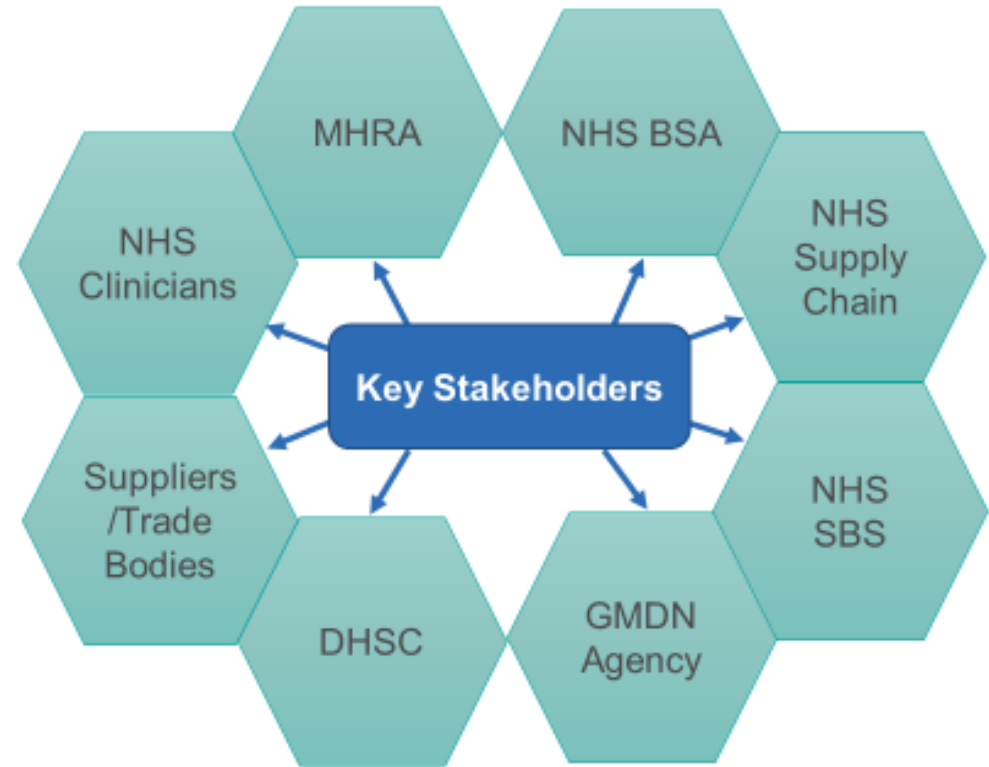 MHRA
NHS BSA
NHS
Clinicians
NHS
Supply
Chain
Key Stakeholders
Suppliers
/Trade
Bodies
NHS
SBS
DHSC
GMDN
Agency